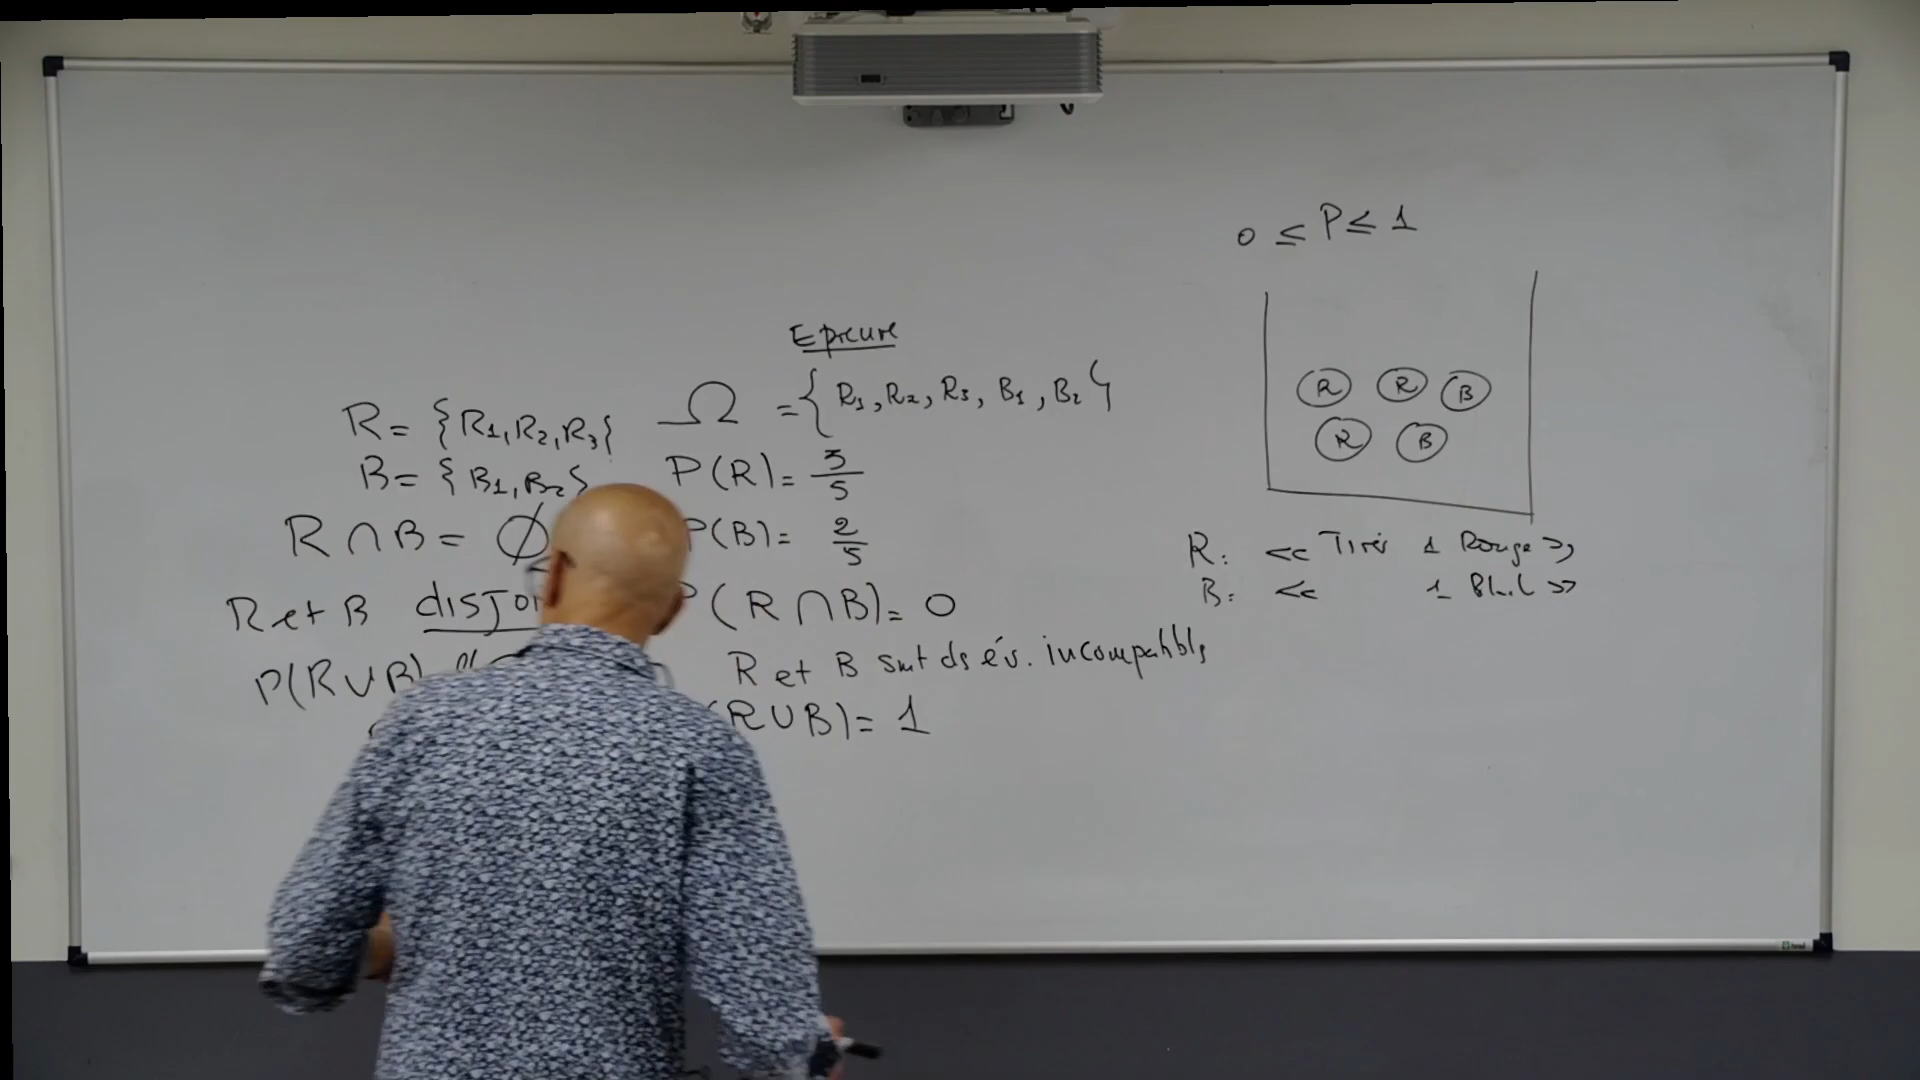 0 ≤ P ≤ 1
Epreuve
Ω = { R1, R2, R3, B1, B2 }
R = {R1, R2, R3}
B = {B1, B2}
R ∩ B = ∅
R et B
P(R∪B)
P(R) = 3/5
P(B) = 2/5
P(R∩B) = 0
R et B sont ds év. incompatibls
(R∪B) = 1
R R B
R B
R: << Tirer 1 Rouge >>
B: << 1 Blanc >>